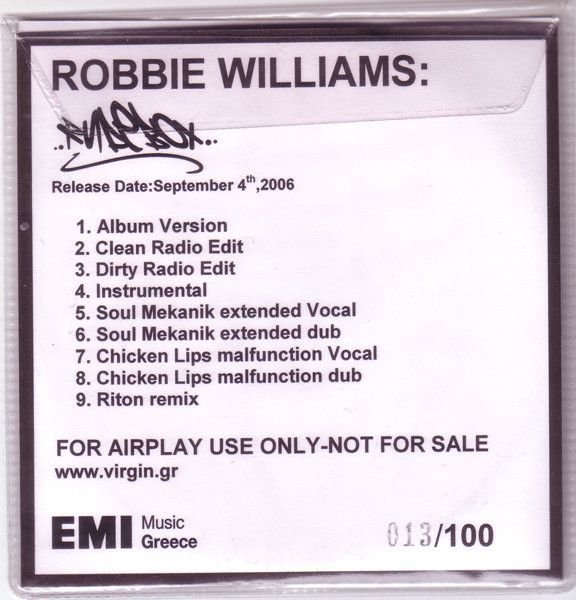 ROBBIE WILLIAMS:
..RUDEBOX..
Release Date:September 4th,2006
1. Album Version
2. Clean Radio Edit
3. Dirty Radio Edit
4. Instrumental
5. Soul Mekanik extended Vocal
6. Soul Mekanik extended dub
7. Chicken Lips malfunction Vocal
8. Chicken Lips malfunction dub
9. Riton remix
FOR AIRPLAY USE ONLY-NOT FOR SALE
www.virgin.gr
EMI Music
Greece
013/100